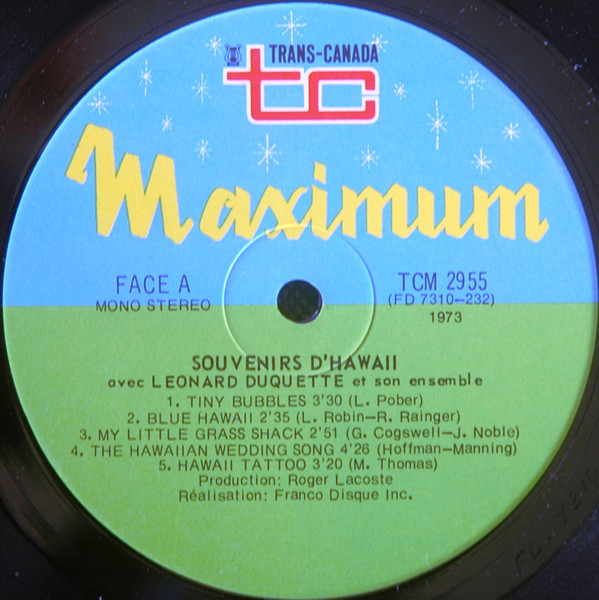 TRANS-CANADA
tc
Maximum
FACE A
MONO STEREO
TCM 2955
(FD 7310-232)
1973
SOUVENIRS D'HAWAII
avec LEONARD DUQUETTE et son ensemble
1. TINY BUBBLES 3'30 (L. Pober)
2. BLUE HAWAII 2'35 (L. Robin-R. Rainger)
3. MY LITTLE GRASS SHACK 2'51 (G. Cogswell-J. Noble)
4. THE HAWAIIAN WEDDING SONG 4'26 (Hoffman-Manning)
5. HAWAII TATTOO 3'20 (M. Thomas)
Production: Roger Lacoste
Réalisation: Franco Disque Inc.